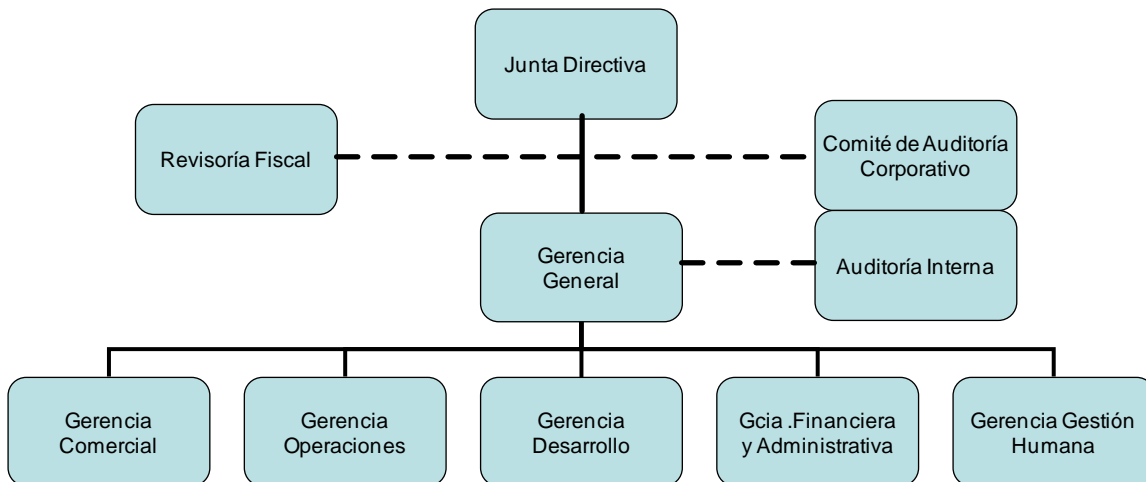 Junta Directiva
Revisoría Fiscal
Comité de Auditoría
Corporativo
Gerencia
General
Auditoría Interna
Gerencia
Comercial
Gerencia
Operaciones
Gerencia
Desarrollo
Gcia .Financiera
y Administrativa
Gerencia Gestión
Humana